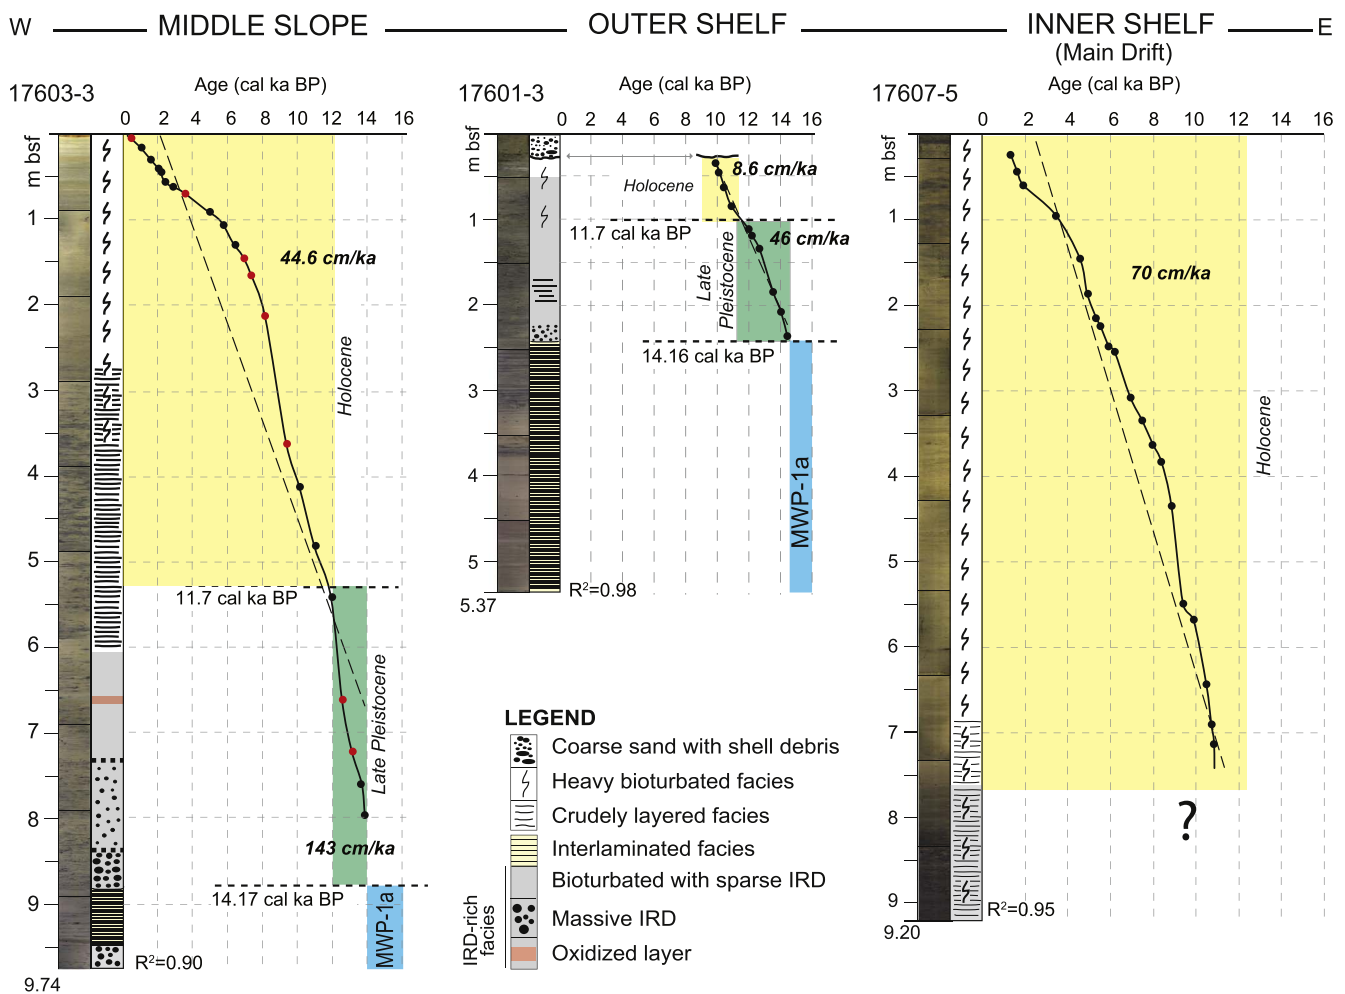 W MIDDLE SLOPE OUTER SHELF INNER SHELF E
(Main Drift)
17603-3
Age (cal ka BP)
0 2 4 6 8 10 12 14 16
m bsf
1
2
3
4
5
6
7
8
9
9.74
44.6 cm/ka
Holocene
11.7 cal ka BP
Late Pleistocene
143 cm/ka
14.17 cal ka BP
MWP-1a
R²=0.90
17601-3
Age (cal ka BP)
0 2 4 6 8 10 12 14 16
m bsf
1
2
3
4
5
5.37
8.6 cm/ka
Holocene
11.7 cal ka BP
46 cm/ka
Late
Pleistocene
14.16 cal ka BP
MWP-1a
R²=0.98
17607-5
Age (cal ka BP)
0 2 4 6 8 10 12 14 16
m bsf
1
2
3
4
5
6
7
8
9
9.20
70 cm/ka
Holocene
?
R²=0.95
LEGEND
Coarse sand with shell debris
Heavy bioturbated facies
Crudely layered facies
Interlaminated facies
Bioturbated with sparse IRD
Massive IRD
Oxidized layer
IRD-rich
facies